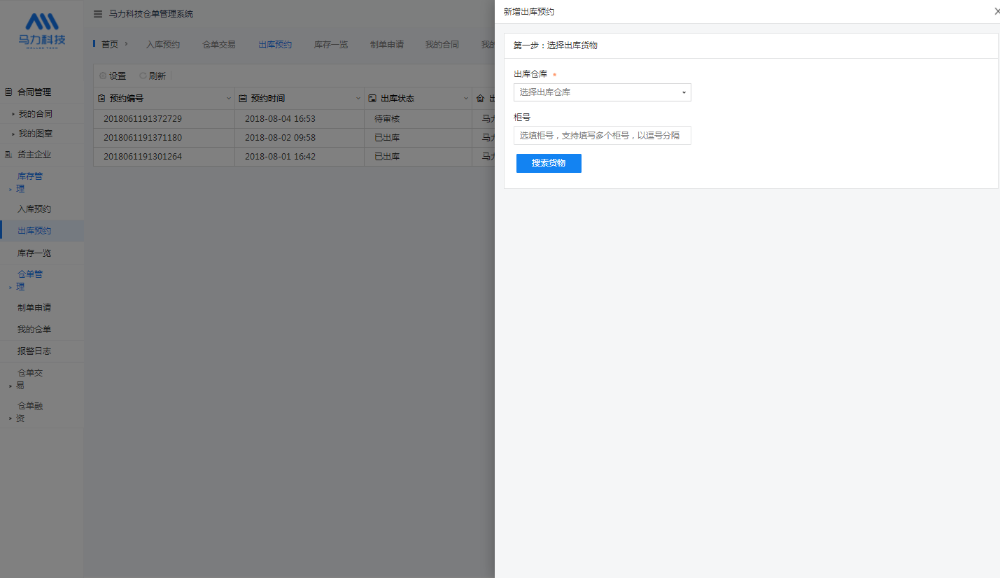 马力科技
马力科技仓单管理系统
首页
入库预约
仓单交易
出库预约
库存一览
制单申请
我的合同
设置
刷新
预约编号
预约时间
出库状态
2018061191372729
2018-08-04 16:53
待审核
马
2018061191371180
2018-08-02 09:58
已出库
马
2018061191301264
2018-08-01 16:42
已出库
马
合同管理
我的合同
我的图章
货主企业
库存管
理
入库预约
出库预约
库存一览
仓单管
理
制单申请
我的仓单
报警日志
仓单交
易
仓单融
资
新增出库预约
第一步：选择出库货物
出库仓库 *
选择出库仓库
柜号
选填柜号，支持填写多个柜号，以逗号分隔
搜索货物